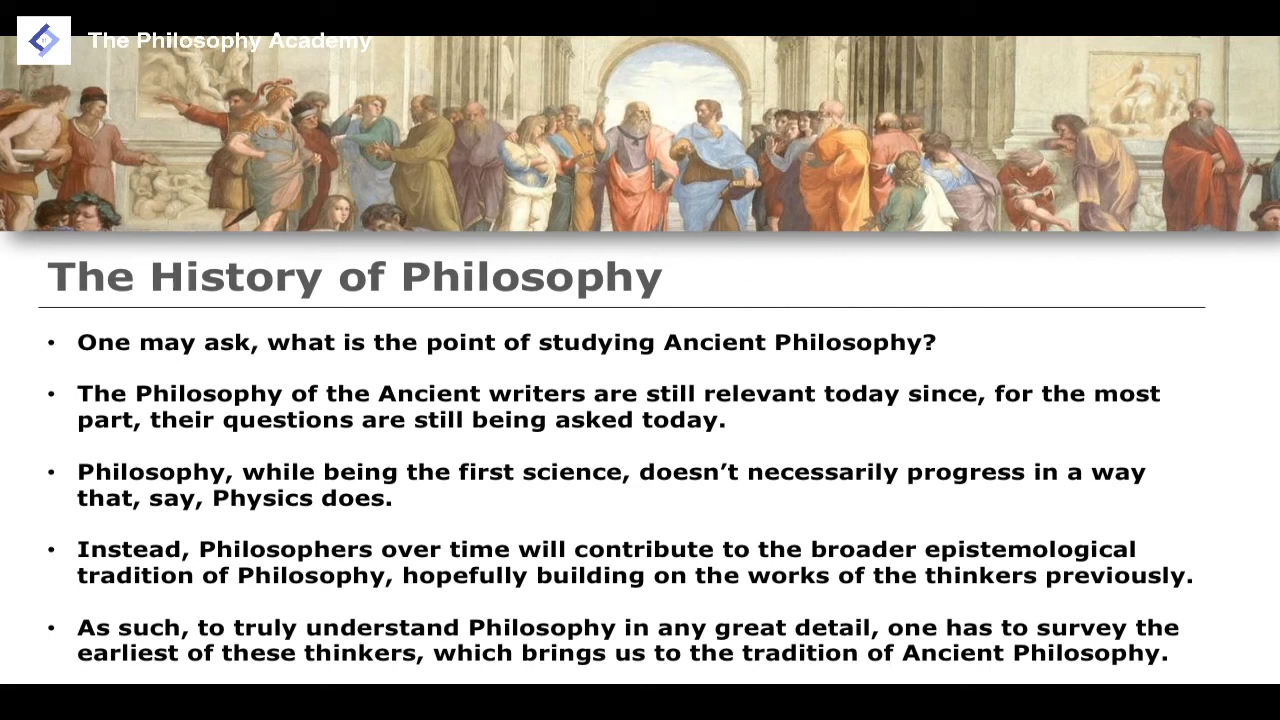 The Philosophy Academy
The History of Philosophy
• One may ask, what is the point of studying Ancient Philosophy?
• The Philosophy of the Ancient writers are still relevant today since, for the most
part, their questions are still being asked today.
• Philosophy, while being the first science, doesn’t necessarily progress in a way
that, say, Physics does.
• Instead, Philosophers over time will contribute to the broader epistemological
tradition of Philosophy, hopefully building on the works of the thinkers previously.
• As such, to truly understand Philosophy in any great detail, one has to survey the
earliest of these thinkers, which brings us to the tradition of Ancient Philosophy.